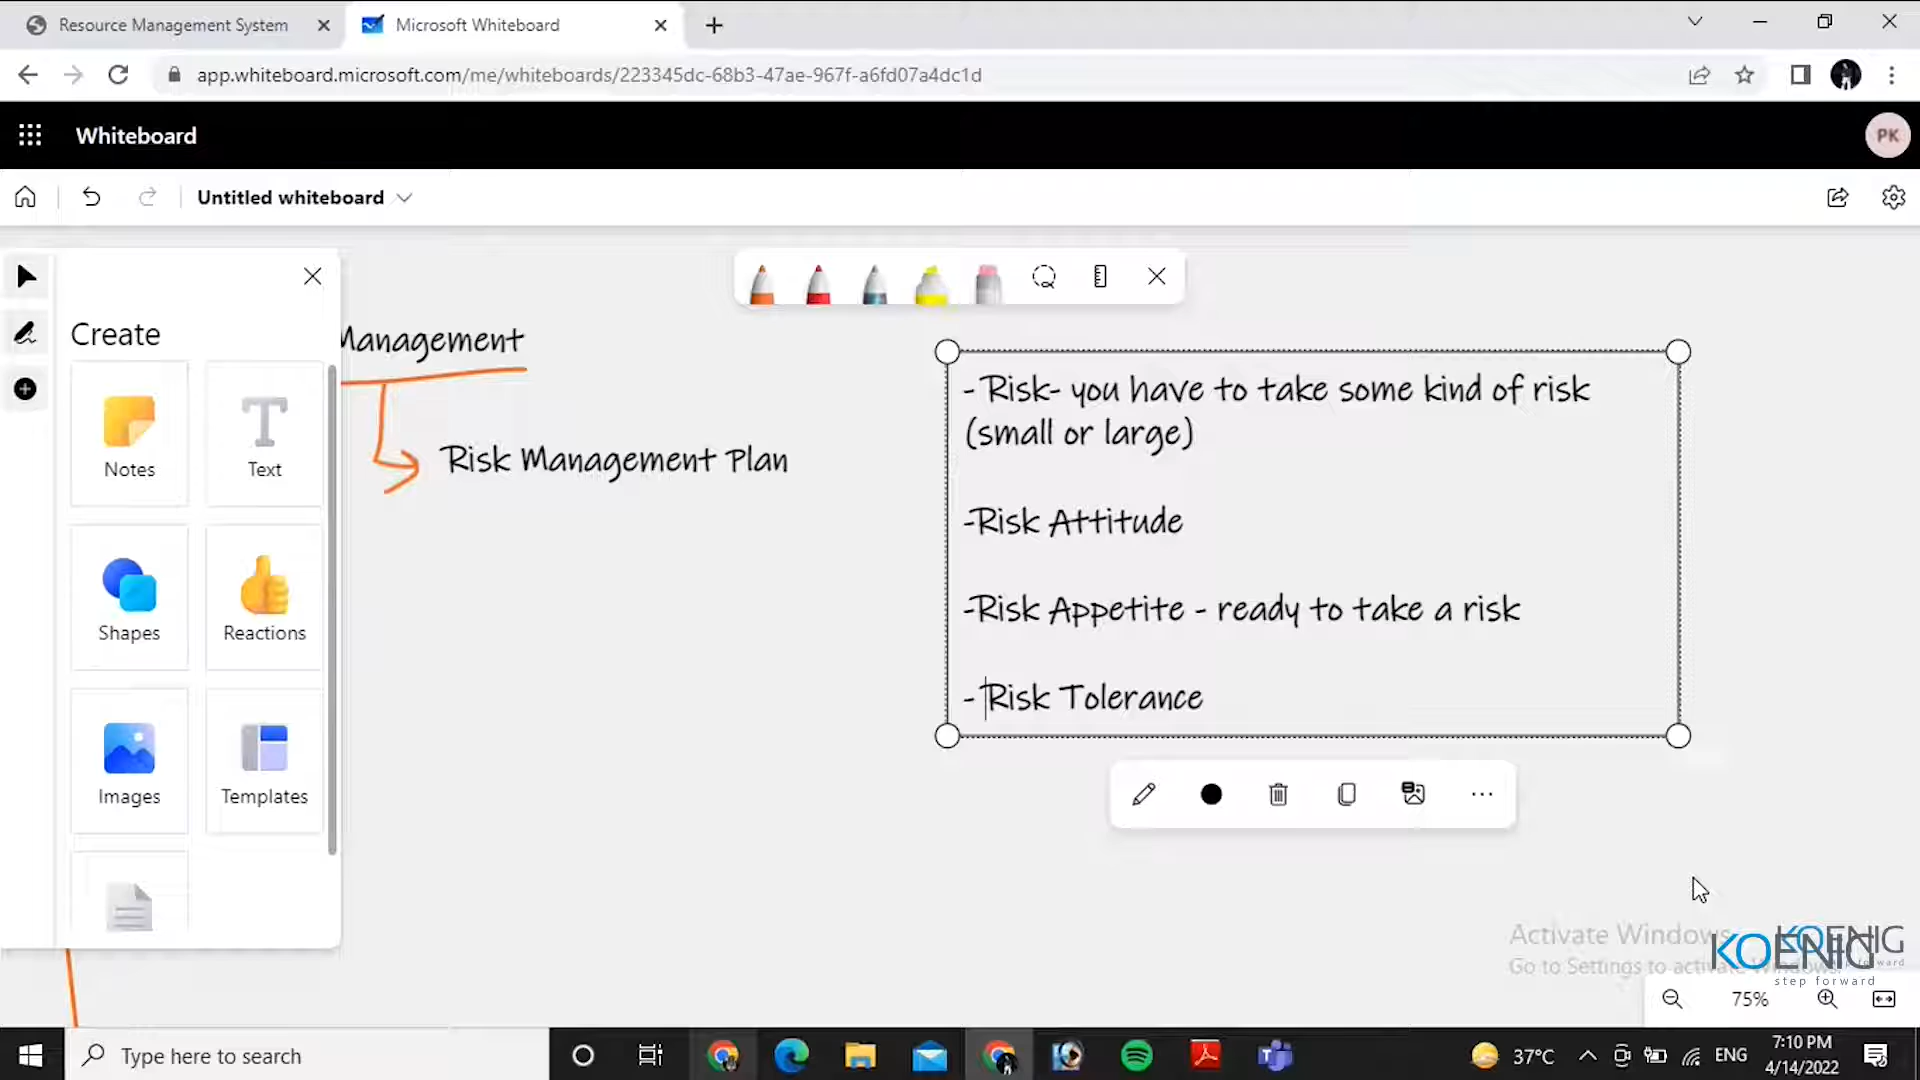 Resource Management System
Microsoft Whiteboard
app.whiteboard.microsoft.com/me/whiteboards/223345dc-68b3-47ae-967f-a6fd07a4dc1d
Whiteboard
PK
Untitled whiteboard
Create
Notes
Text
Shapes
Reactions
Images
Templates
Management
Risk Management Plan
- Risk- you have to take some kind of risk
(small or large)
-Risk Attitude
-Risk Appetite - ready to take a risk
- Risk Tolerance
Activate Windows
Go to Settings to activate Windows.
KOENIG
step forward
KOENIG
forward
75%
Type here to search
37°C
ENG
7:10 PM
4/14/2022